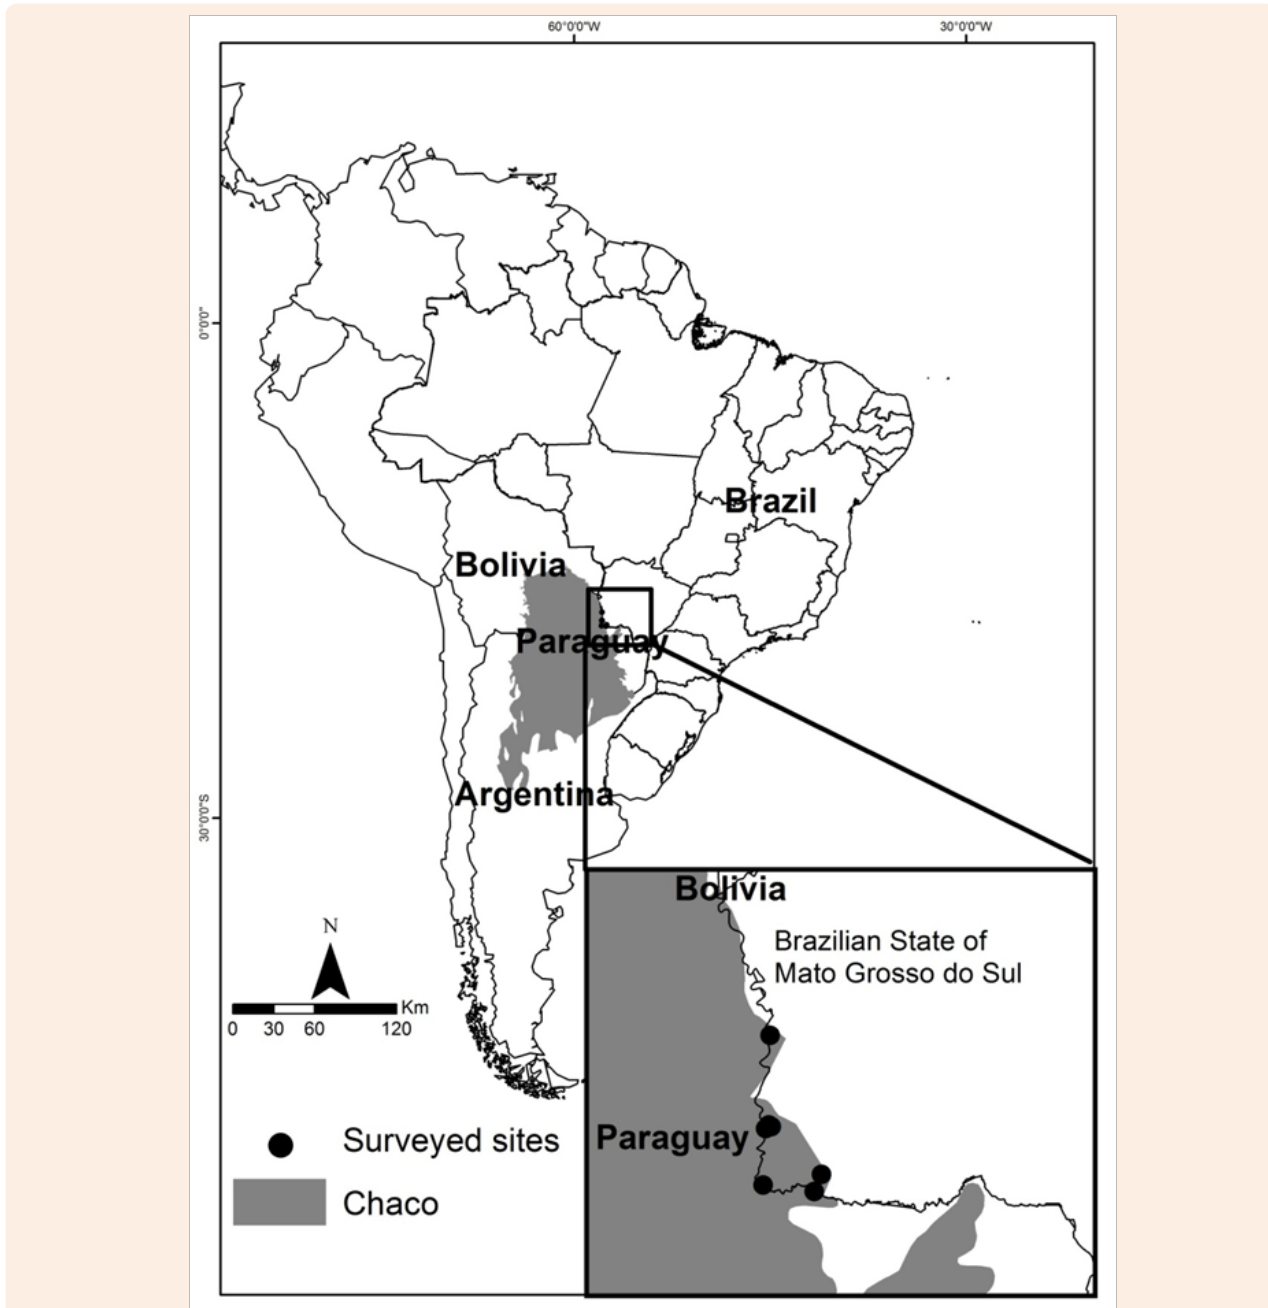 60°0'0"W
30°0'0"W
0°0'0"
Brazil
Bolivia
Paraguay
Argentina
30°0'0"S
Bolivia
Brazilian State of
Mato Grosso do Sul
N
Km
0 30 60 120
Paraguay
Surveyed sites
Chaco